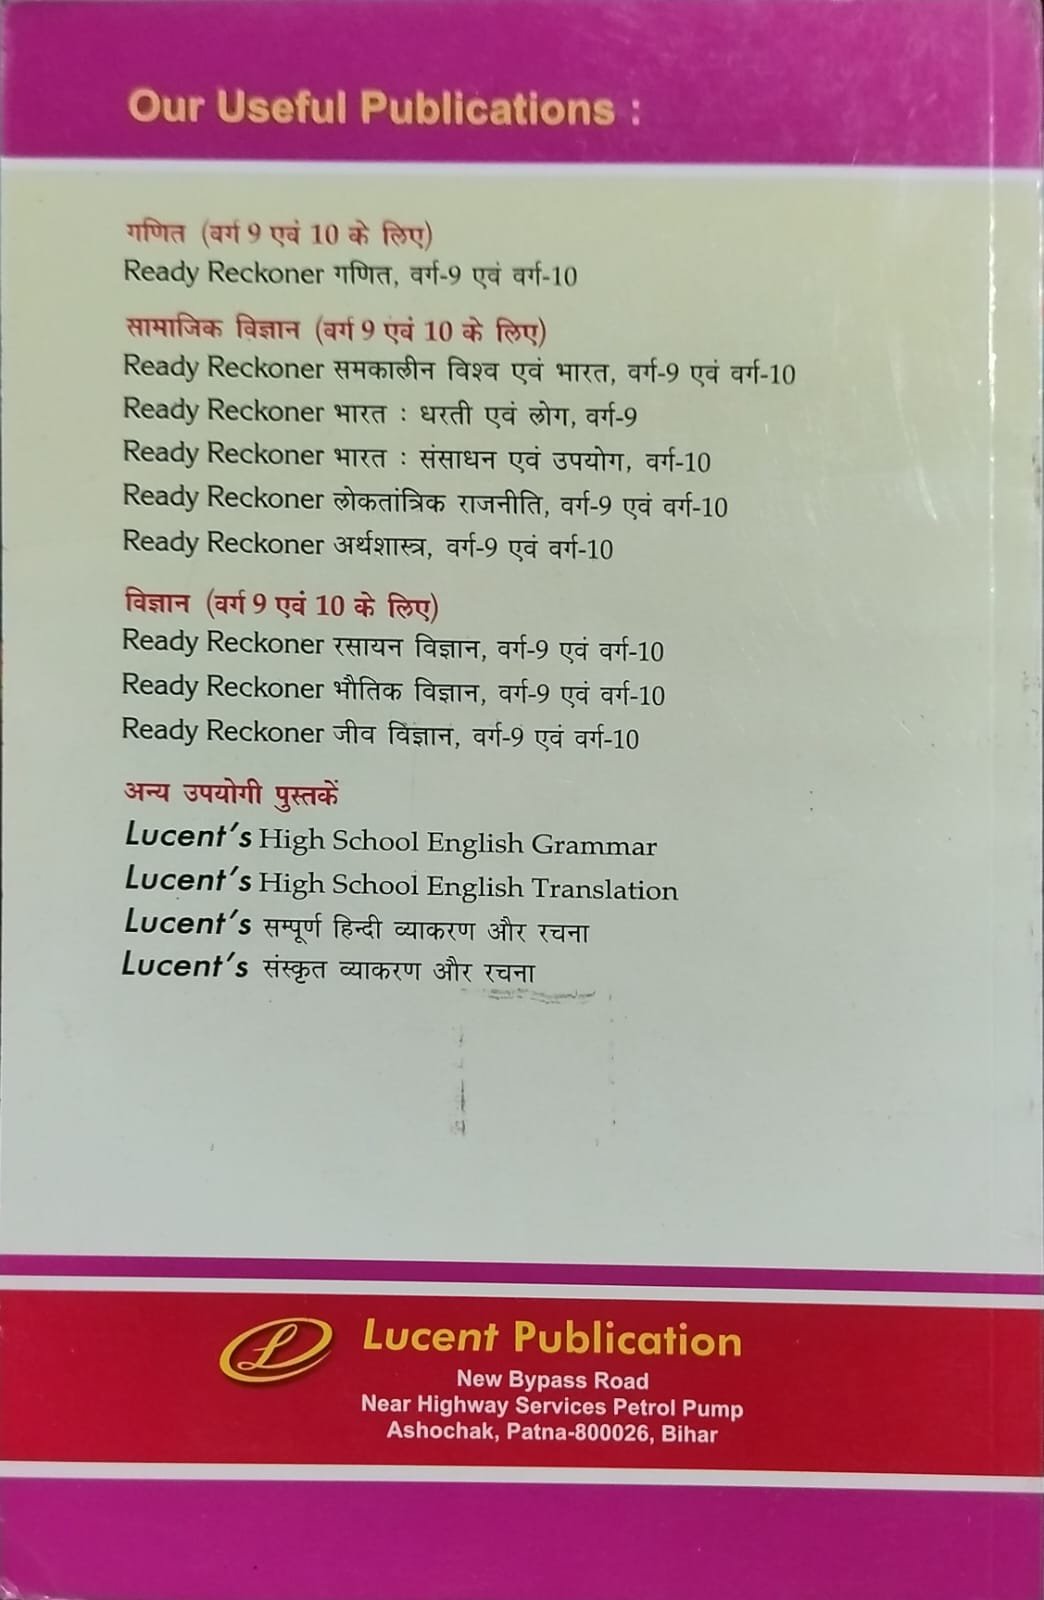 Our Useful Publications :
गणित (वर्ग 9 एवं 10 के लिए)
Ready Reckoner गणित, वर्ग-9 एवं वर्ग-10
सामाजिक विज्ञान (वर्ग 9 एवं 10 के लिए)
Ready Reckoner समकालीन विश्व एवं भारत, वर्ग-9 एवं वर्ग-10
Ready Reckoner भारत : धरती एवं लोग, वर्ग-9
Ready Reckoner भारत : संसाधन एवं उपयोग, वर्ग-10
Ready Reckoner लोकतांत्रिक राजनीति, वर्ग-9 एवं वर्ग-10
Ready Reckoner अर्थशास्त्र, वर्ग-9 एवं वर्ग-10
विज्ञान (वर्ग 9 एवं 10 के लिए)
Ready Reckoner रसायन विज्ञान, वर्ग-9 एवं वर्ग-10
Ready Reckoner भौतिक विज्ञान, वर्ग-9 एवं वर्ग-10
Ready Reckoner जीव विज्ञान, वर्ग-9 एवं वर्ग-10
अन्य उपयोगी पुस्तकें
Lucent's High School English Grammar
Lucent's High School English Translation
Lucent's सम्पूर्ण हिन्दी व्याकरण और रचना
Lucent's संस्कृत व्याकरण और रचना
Lucent Publication
New Bypass Road
Near Highway Services Petrol Pump
Ashochak, Patna-800026, Bihar